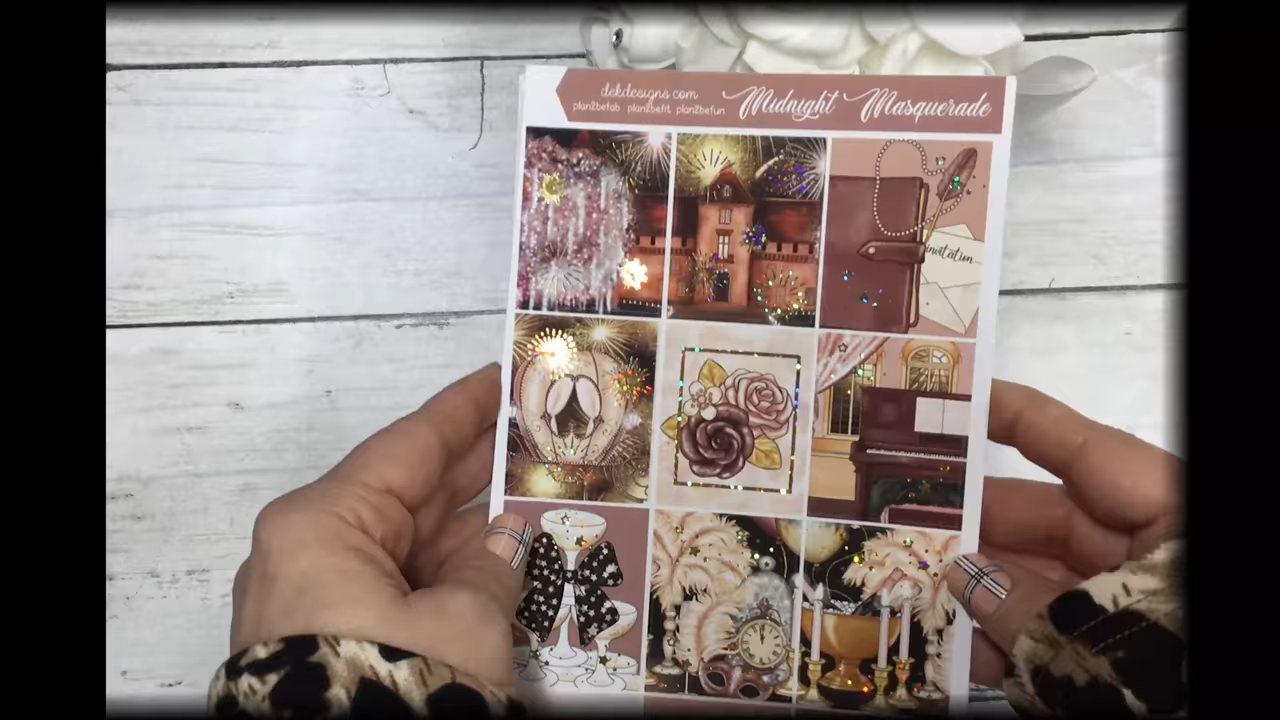 dekdesigns.com
plan2befab plan2befit plan2befun
Midnight Masquerade
invitation